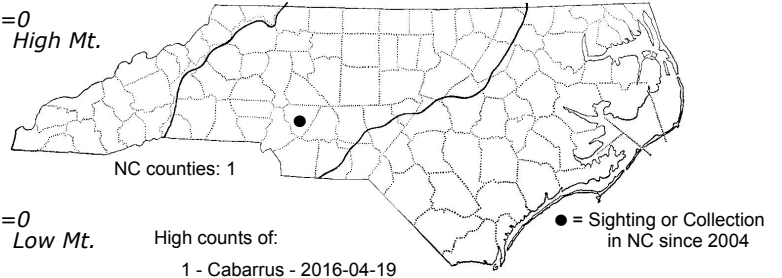 =0
High Mt.
NC counties: 1
=0
Low Mt.
High counts of:
1 - Cabarrus - 2016-04-19
● = Sighting or Collection
in NC since 2004